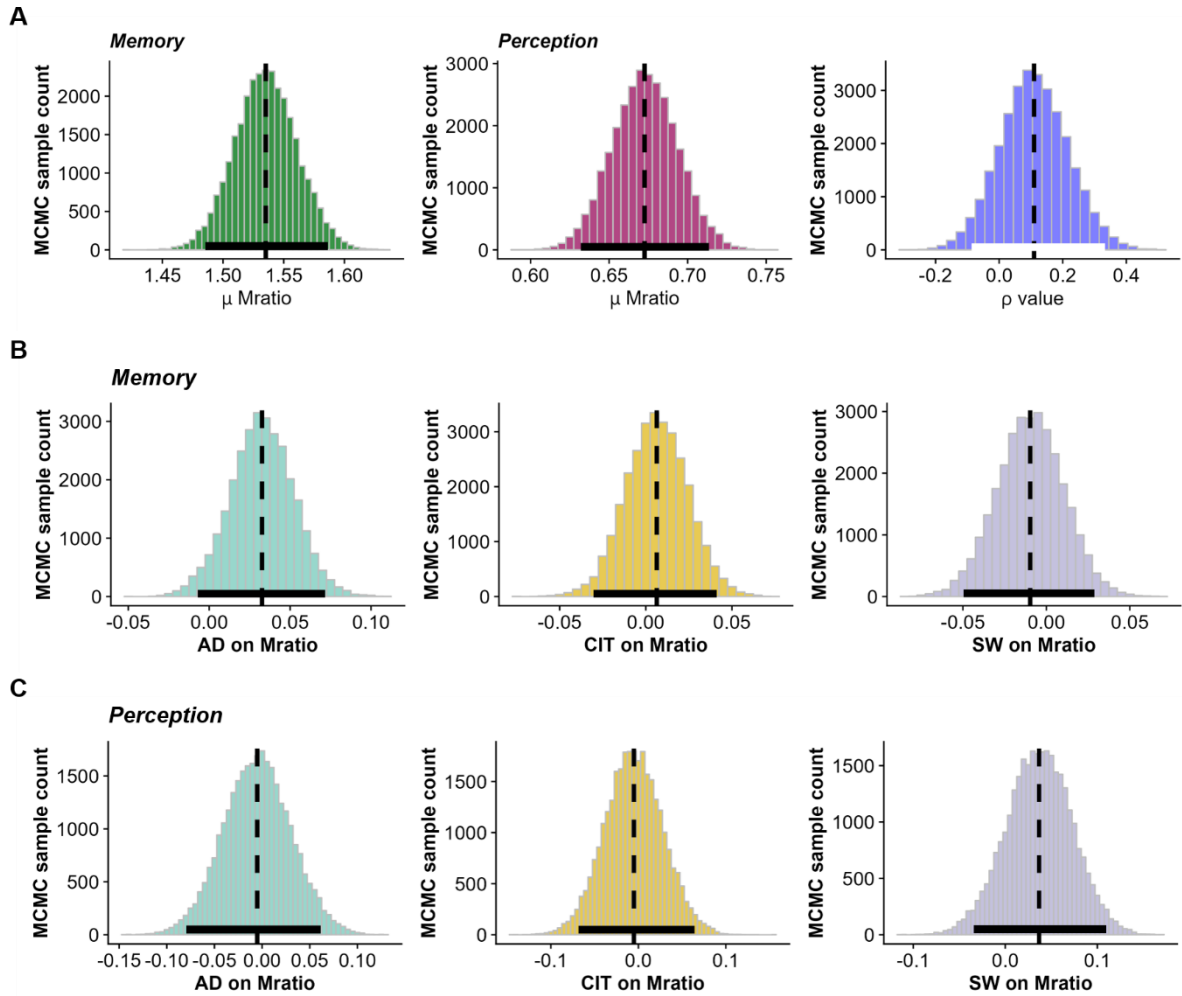 A
Memory
Perception
MCMC sample count
2000
1500
1000
500
0
1.45 1.50 1.55 1.60
μ Mratio
MCMC sample count
3000
2000
1000
0
0.60 0.65 0.70 0.75
μ Mratio
MCMC sample count
3000
2000
1000
0
-0.2 0.0 0.2 0.4
ρ value
B
Memory
MCMC sample count
3000
2000
1000
0
-0.05 0.00 0.05 0.10
AD on Mratio
MCMC sample count
3000
2000
1000
0
-0.05 0.00 0.05
CIT on Mratio
MCMC sample count
3000
2000
1000
0
-0.05 0.00 0.05
SW on Mratio
C
Perception
MCMC sample count
1500
1000
500
0
-0.15 -0.10 -0.05 0.00 0.05 0.10
AD on Mratio
MCMC sample count
1500
1000
500
0
-0.1 0.0 0.1
CIT on Mratio
MCMC sample count
1500
1000
500
0
-0.1 0.0 0.1
SW on Mratio